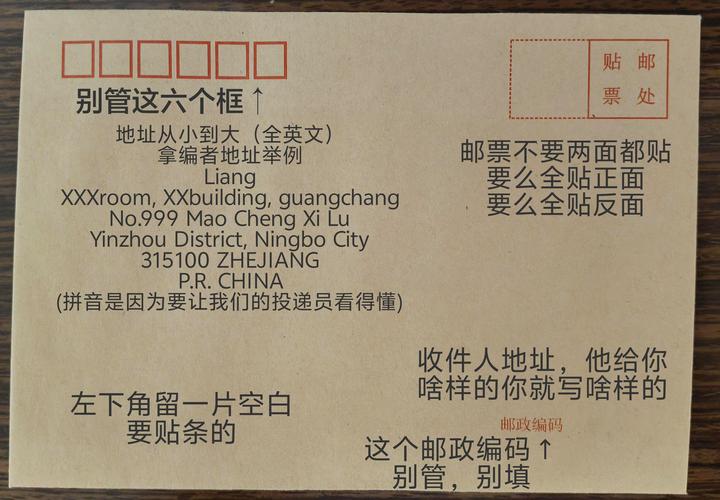 贴 邮
票 处
别管这六个框↑
地址从小到大（全英文）
拿编者地址举例
Liang
XXXroom, XXbuilding, guangchang
No.999 Mao Cheng Xi Lu
Yinzhou District, Ningbo City
315100 ZHEJIANG
P.R. CHINA
(拼音是因为要让我们的投递员看得懂)
邮票不要两面都贴
要么全贴正面
要么全贴反面
收件人地址，他给你
啥样的你就写啥样的
左下角留一片空白
要贴条的
邮政编码
这个邮政编码↑
别管，别填